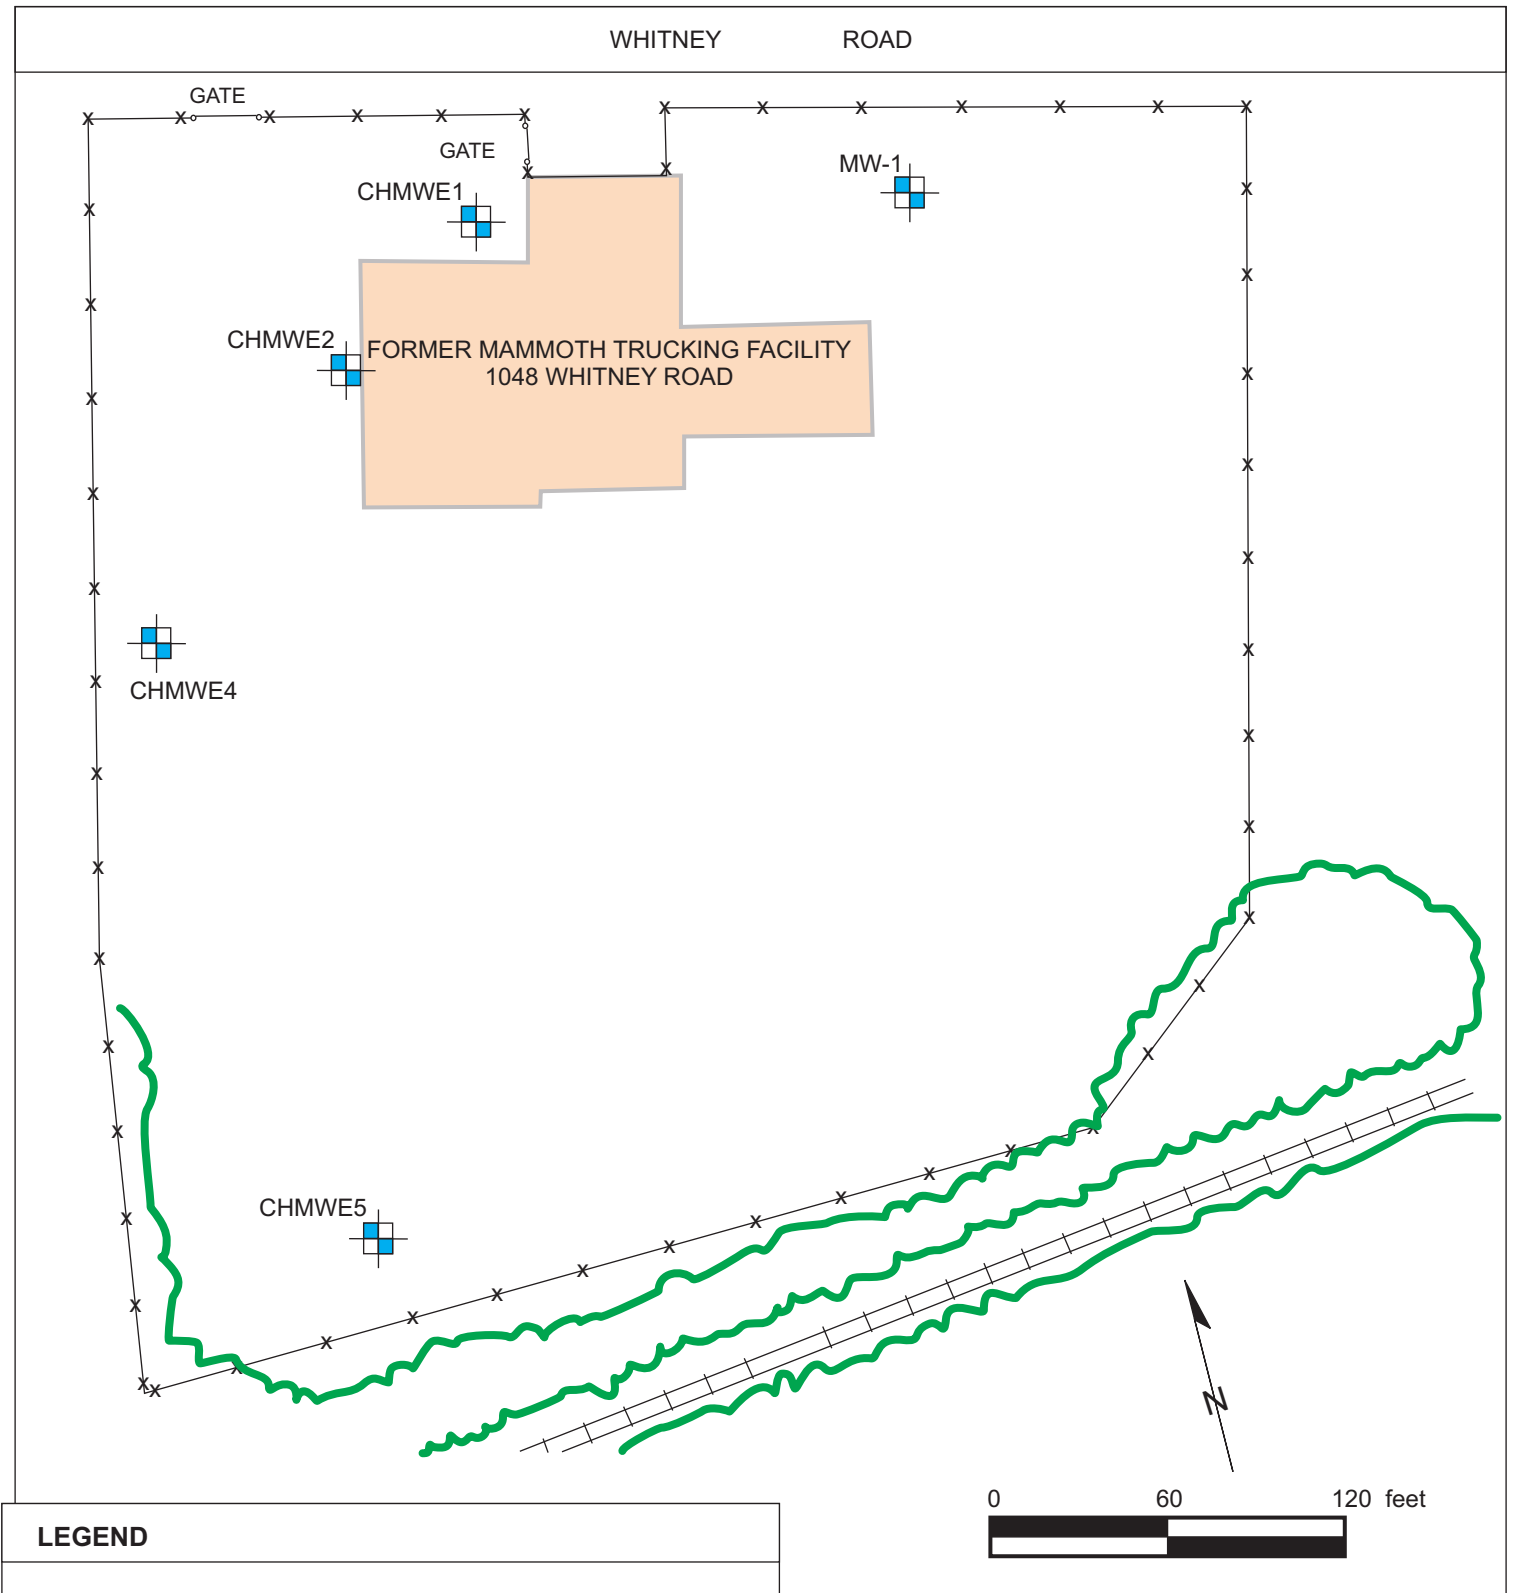 WHITNEY ROAD
GATE
GATE
MW-1
CHMWE1
CHMWE2
FORMER MAMMOTH TRUCKING FACILITY
1048 WHITNEY ROAD
CHMWE4
CHMWE5
N
0 60 120 feet
LEGEND